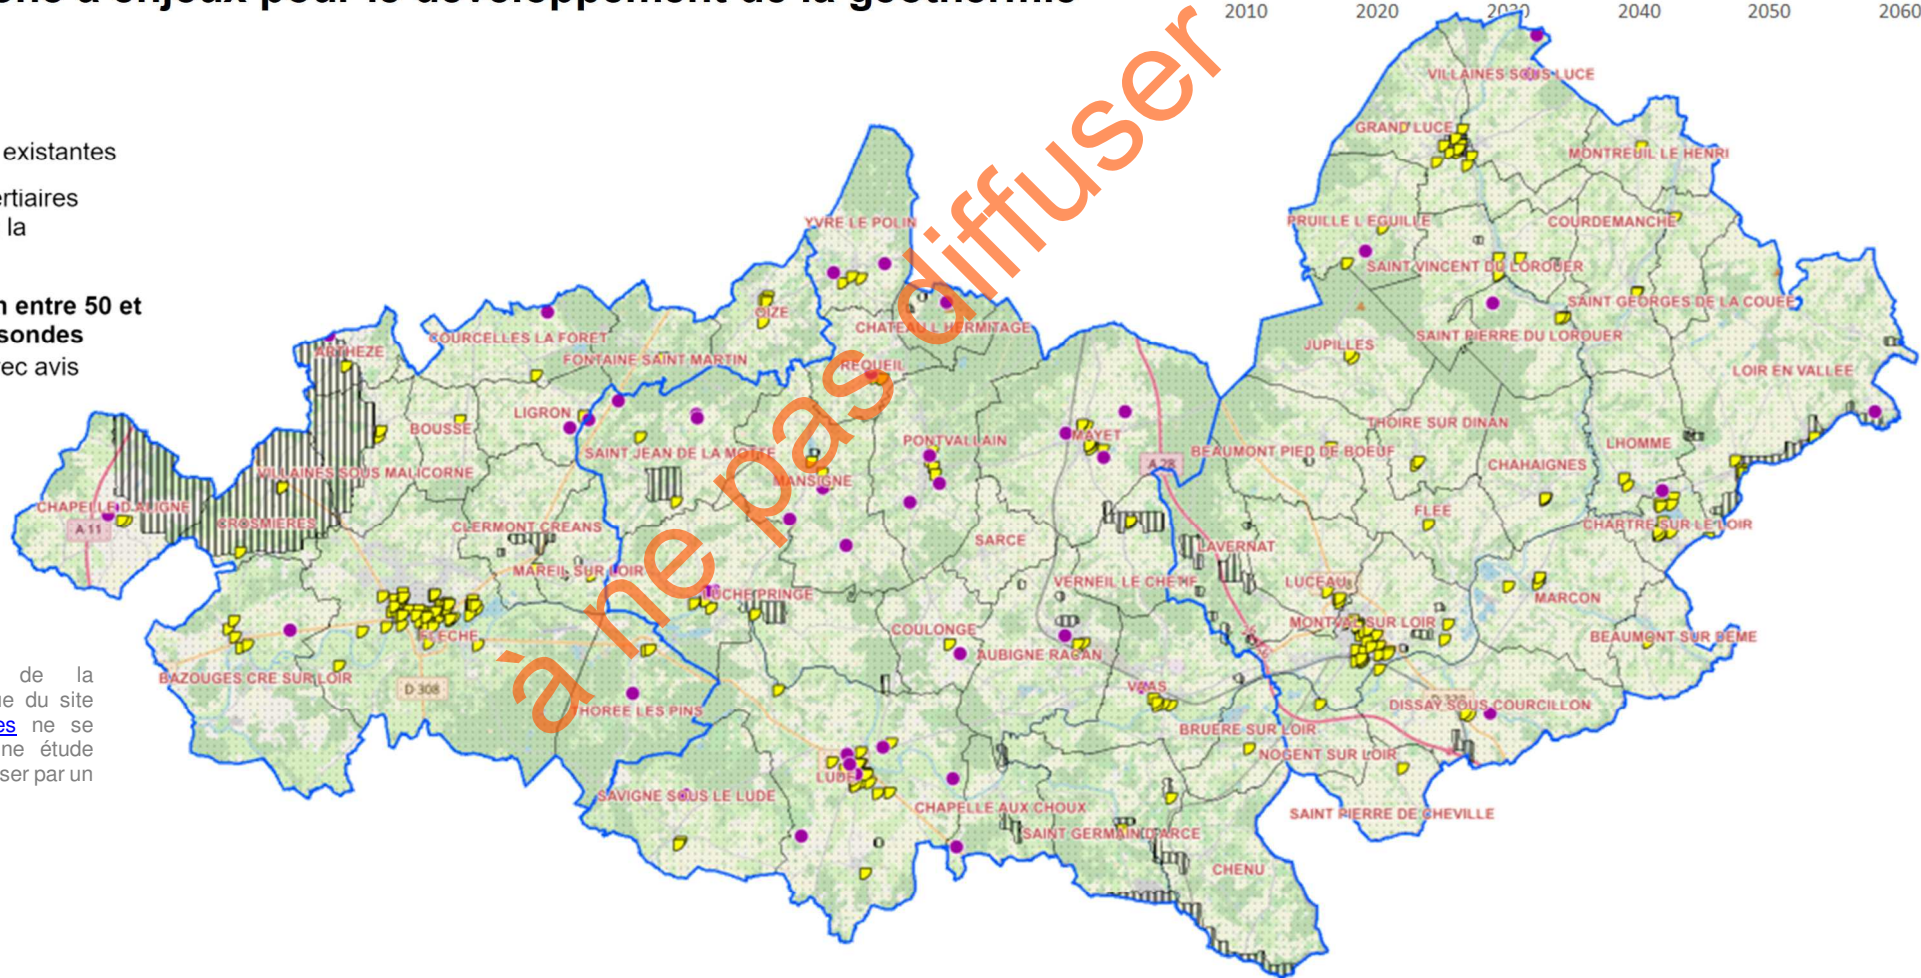 à enjeux pour le développement de la géothermie
2010 2020 2030 2040 2050 2060
existantes
la
entre 50 et
sondes
avis
de la
du site
es ne se
étude
ser par un
à ne pas diffuser
VILLAINES SOUS LUCE
GRAND LUCE
MONTREUIL LE HENRI
YVRE LE POLIN
PRUILLE L EGUILLE
COURDEMANCHE
SAINT VINCENT DU LOROUER
SAINT GEORGES DE LA COUEE
OIZE
CHATEAU L HERMITAGE
COURCELLES LA FORET
SAINT PIERRE DU LOROUER
ARTHEZE
JUPILLES
FONTAINE SAINT MARTIN
REQUEIL
LOIR EN VALLEE
LIGRON
THOIRE SUR DINAN
BOUSSE
MAYET
PONTVALLAIN
LHOMME
SAINT JEAN DE LA MOTTE
BEAUMONT PIED DE BOEUF
A 28
CHAHAIGNES
VILLAINES SOUS MALICORNE
MANSIGNE
CHAPELLE D'ALIGNE
FLEE
A 11
CROSMIERES
CLERMONT CREANS
CHARTRE SUR LE LOIR
SARCE
LAVERNAT
MAREIL SUR LOIR
VERNEIL LE CHETIF
LUCEAU
LUCHE PRINGE
MARCON
MONTVAL SUR LOIR
COULONGE
FLECHE
BEAUMONT SUR DEME
AUBIGNE RACAN
BAZOUGES CRE SUR LOIR
D 308
VAAS
THOREE LES PINS
DISSAY SOUS COURCILLON
BRUERE SUR LOIR
NOGENT SUR LOIR
LUDE
SAVIGNE SOUS LE LUDE
CHAPELLE AUX CHOUX
SAINT PIERRE DE CHEVILLE
SAINT GERMAIN D'ARCE
CHENU